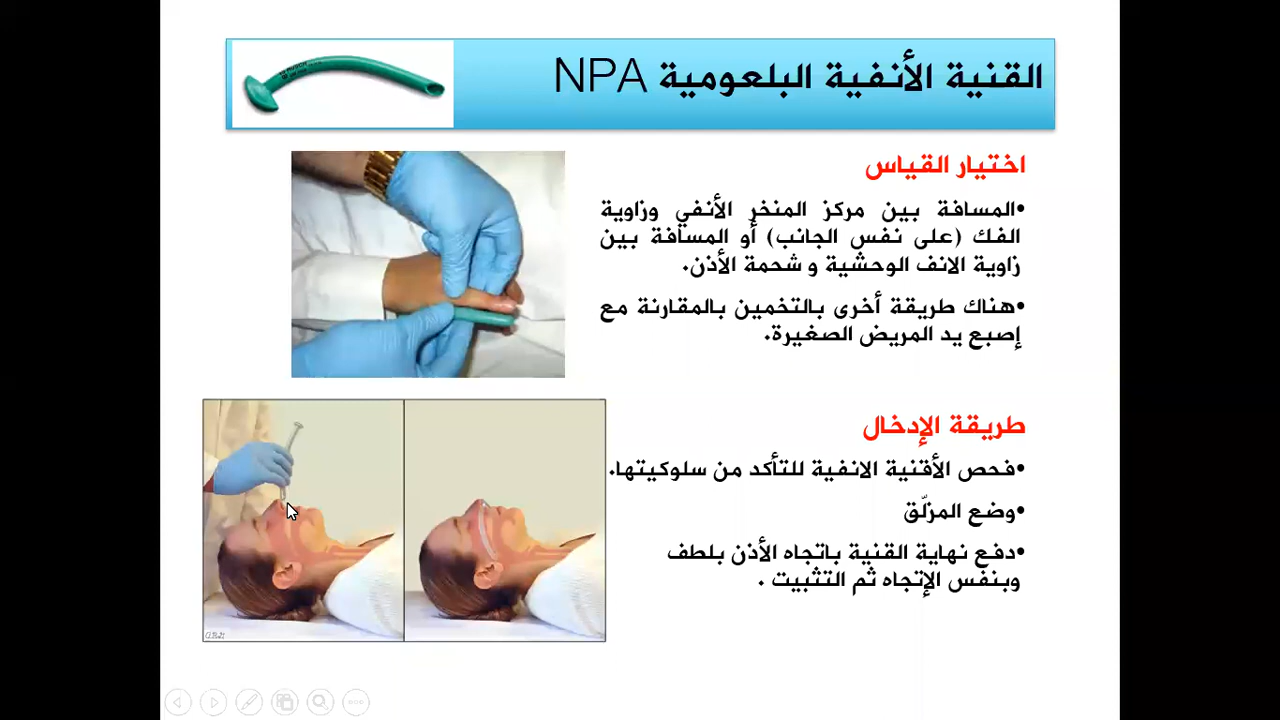 القنية الأنفية البلعومية NPA
اختيار القياس
•المسافة بين مركز المنخر الأنفي وزاوية
الفك (على نفس الجانب) أو المسافة بين
زاوية الانف الوحشية و شحمة الأذن.
•هناك طريقة أخرى بالتخمين بالمقارنة مع
إصبع يد المريض الصغيرة.
طريقة الإدخال
•فحص الأقنية الانفية للتأكد من سلوكيتها.
•وضع المزلّق
•دفع نهاية القنية باتجاه الأذن بلطف
وبنفس الإتجاه ثم التثبيت .